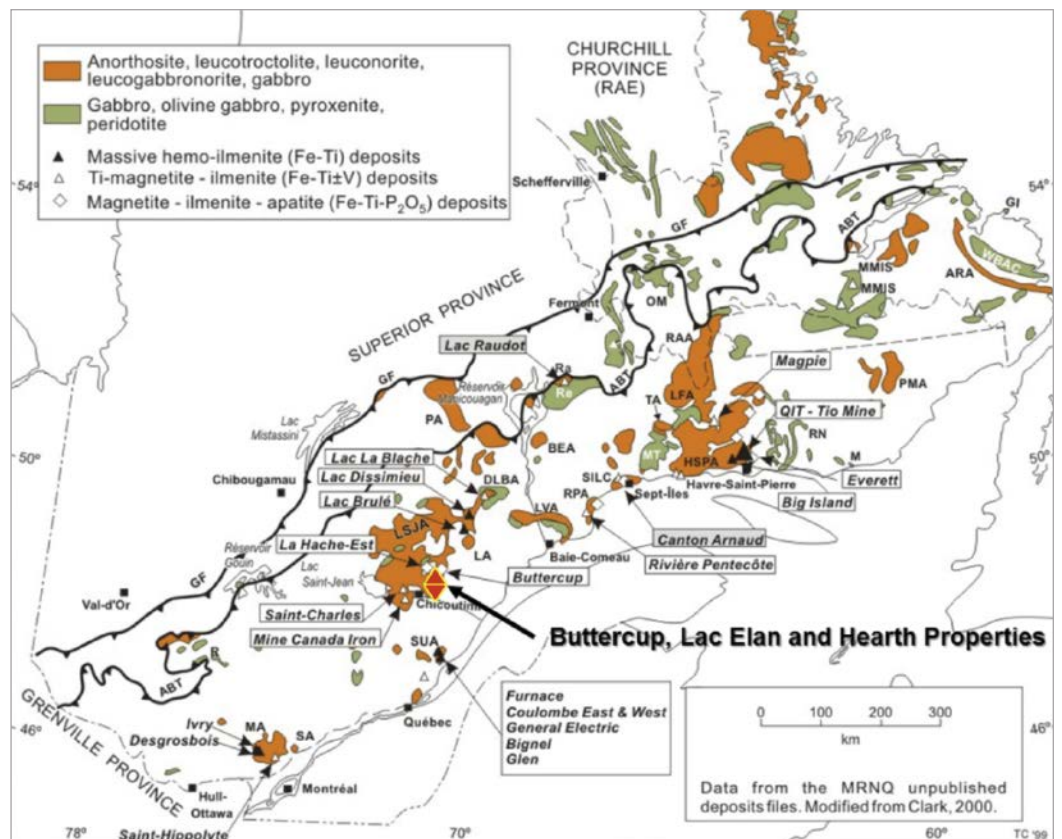 Anorthosite, leucotroctolite, leuconorite,
leucogabbronorite, gabbro
Gabbro, olivine gabbro, pyroxenite,
peridotite
Massive hemo-ilmenite (Fe-Ti) deposits
Ti-magnetite - ilmenite (Fe-Ti±V) deposits
Magnetite - ilmenite - apatite (Fe-Ti-P₂O₅) deposits
CHURCHILL
PROVINCE
(RAE)
Schefferville
54°
54°
GF
ABT
GI
WBAC
MMIS
MMIS
ARA
OM
Fermont
SUPERIOR PROVINCE
Lac Raudot
Ra
Re
ABT
RAA
Magpie
GF
Réservoir
Manicouagan
LFA
TA
PMA
QIT - Tio Mine
Lac
Mistassini
PA
BEA
MT
RN
50°
50°
Lac La Blache
HSPA
M
Lac Dissimieu
DLBA
SILC
Havre-Saint-Pierre
Everett
Chibougamau
Lac Brulé
RPA
Sept-Îles
Big Island
LSJA
LVA
Canton Arnaud
La Hache-Est
LA
Baie-Comeau
Rivière Pentecôte
Réservoir
Gouin
Lac
Saint-Jean
Buttercup
GF
Val-d'Or
Saint-Charles
Chicoutimi
Mine Canada Iron
Buttercup, Lac Elan and Hearth Properties
SUA
R
ABT
Furnace
Coulombe East & West
General Electric
Bignel
Glen
GRENVILLE PROVINCE
Québec
0 100 200 300
km
46°
46°
Ivry
MA
SA
Desgrosbois
Data from the MRNQ unpublished
deposits files. Modified from Clark, 2000.
Hull-
Ottawa
Montréal
78°
Saint-Hippolyte
70°
60°
TC '99